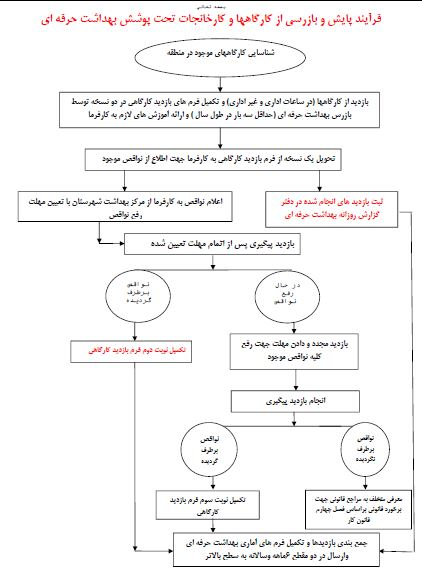 بسمه تعالی
فرآیند پایش و بازرسی از کارگاهها و کارخانجات تحت پوشش بهداشت حرفه ای
شناسایی کارگاههای موجود در منطقه
بازدید از کارگاهها (در ساعات اداری و غیر اداری) و تکمیل فرم های بازدید کارگاهی در دو نسخه توسط
بازرس بهداشت حرفه ای (حداقل سه بار در طول سال ) و ارائه آموزش های لازم به کارفرما
تحویل یک نسخه از فرم بازدید کارگاهی به کارفرما جهت اطلاع از نواقص موجود
ثبت بازدید های انجام شده در دفتر
گزارش روزانه بهداشت حرفه ای
اعلام نواقص به کارفرما از مرکز بهداشت شهرستان با تعیین مهلت
رفع نواقص
بازدید پیگیری پس از اتمام مهلت تعیین شده
در حال
رفع
نواقص
نواقص
برطرف
گردیده
بازدید مجدد و دادن مهلت جهت رفع
کلیه نواقص موجود
تکمیل نوبت دوم فرم بازدید کارگاهی
انجام بازدید پیگیری
نواقص
برطرف
نگردیده
نواقص
برطرف
گردیده
معرفی متخلف به مراجع قانونی جهت
برخورد قانونی براساس فصل چهارم
قانون کار
تکمیل نوبت سوم فرم بازدید
کارگاهی
جمع بندی بازدیدها و تکمیل فرم های آماری بهداشت حرفه ای
وارسال در دو مقطع ۶ماهه وسالانه به سطح بالاتر